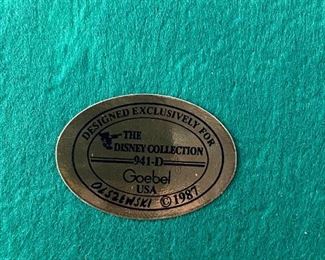 DESIGNED EXCLUSIVELY FOR
THE
DISNEY COLLECTION
941-D
Goebel
USA
OLSZEWSKI © 1987